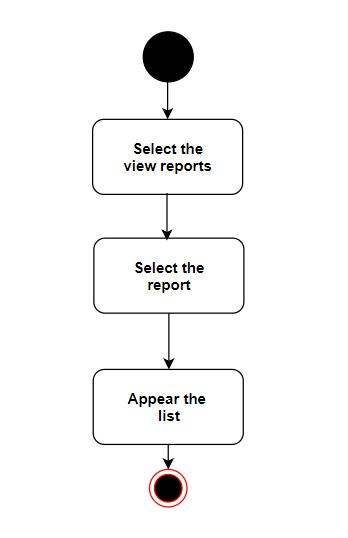 Select the
view reports
Select the
report
Appear the
list